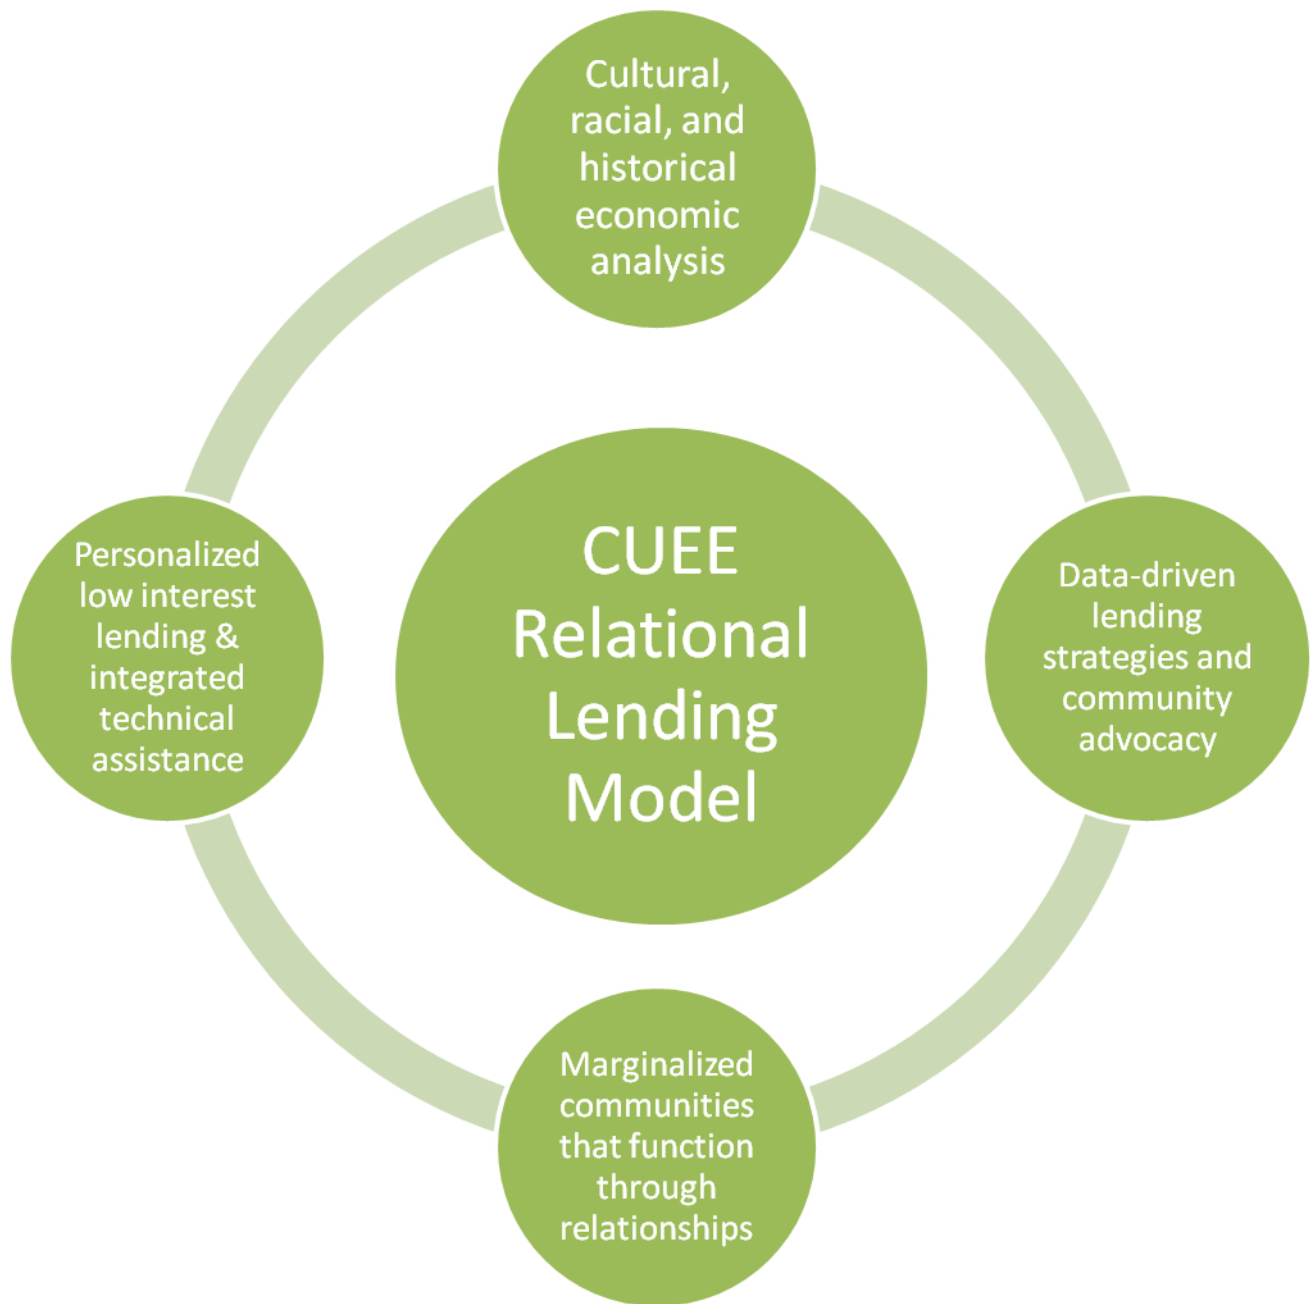 Cultural,
racial, and
historical
economic
analysis
CUEE
Relational
Lending
Model
Personalized
low interest
lending &
integrated
technical
assistance
Data-driven
lending
strategies and
community
advocacy
Marginalized
communities
that function
through
relationships